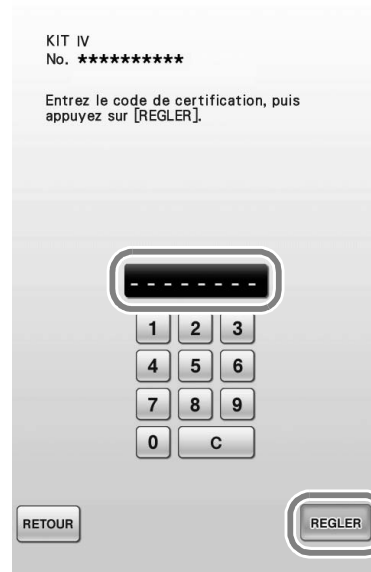 KIT IV
No. **********
Entrez le code de certification, puis
appuyez sur [REGLER].
- - - - - - - -
1 2 3
4 5 6
7 8 9
0 C
RETOUR REGLER